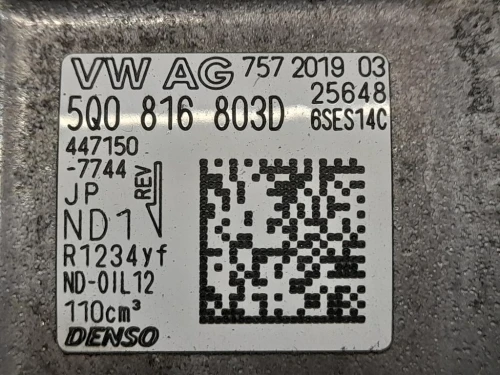 VW AG 757 2019 03
25648
5Q0 816 803D 6SES14C
447150
-7744
JP
REV
ND1
R1234yf
ND-OIL12
110cm³
DENSO